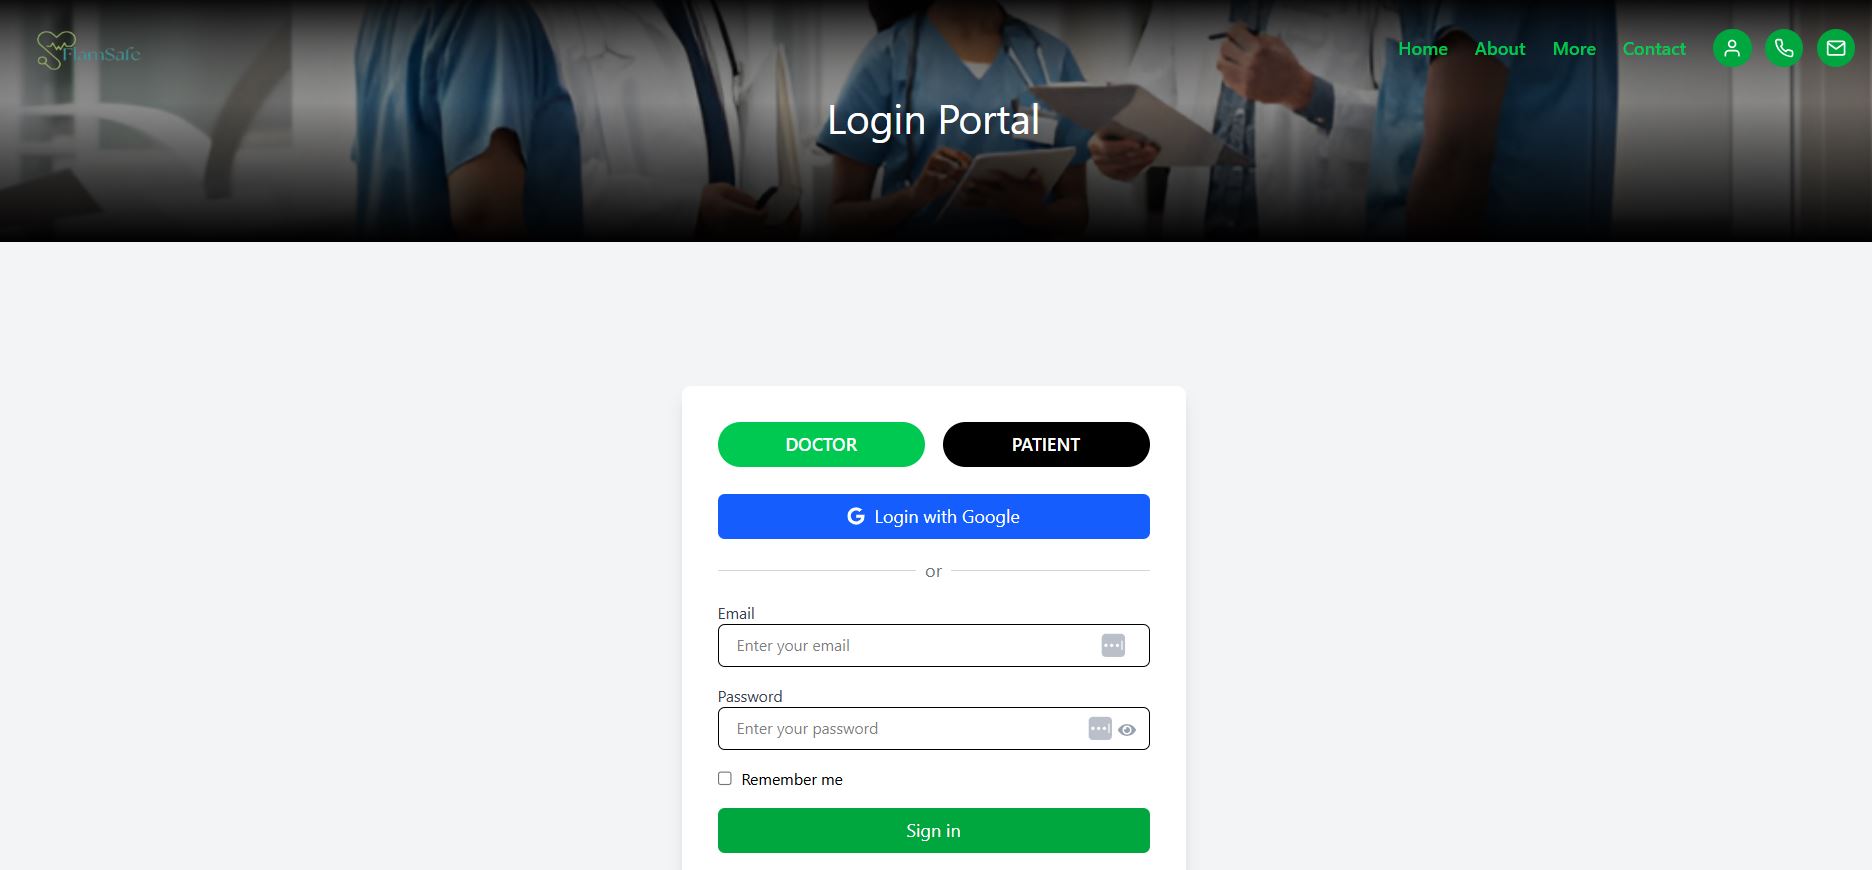 FlamSafe
Home About More Contact
Login Portal
DOCTOR PATIENT
Login with Google
or
Email
Enter your email
Password
Enter your password
Remember me
Sign in